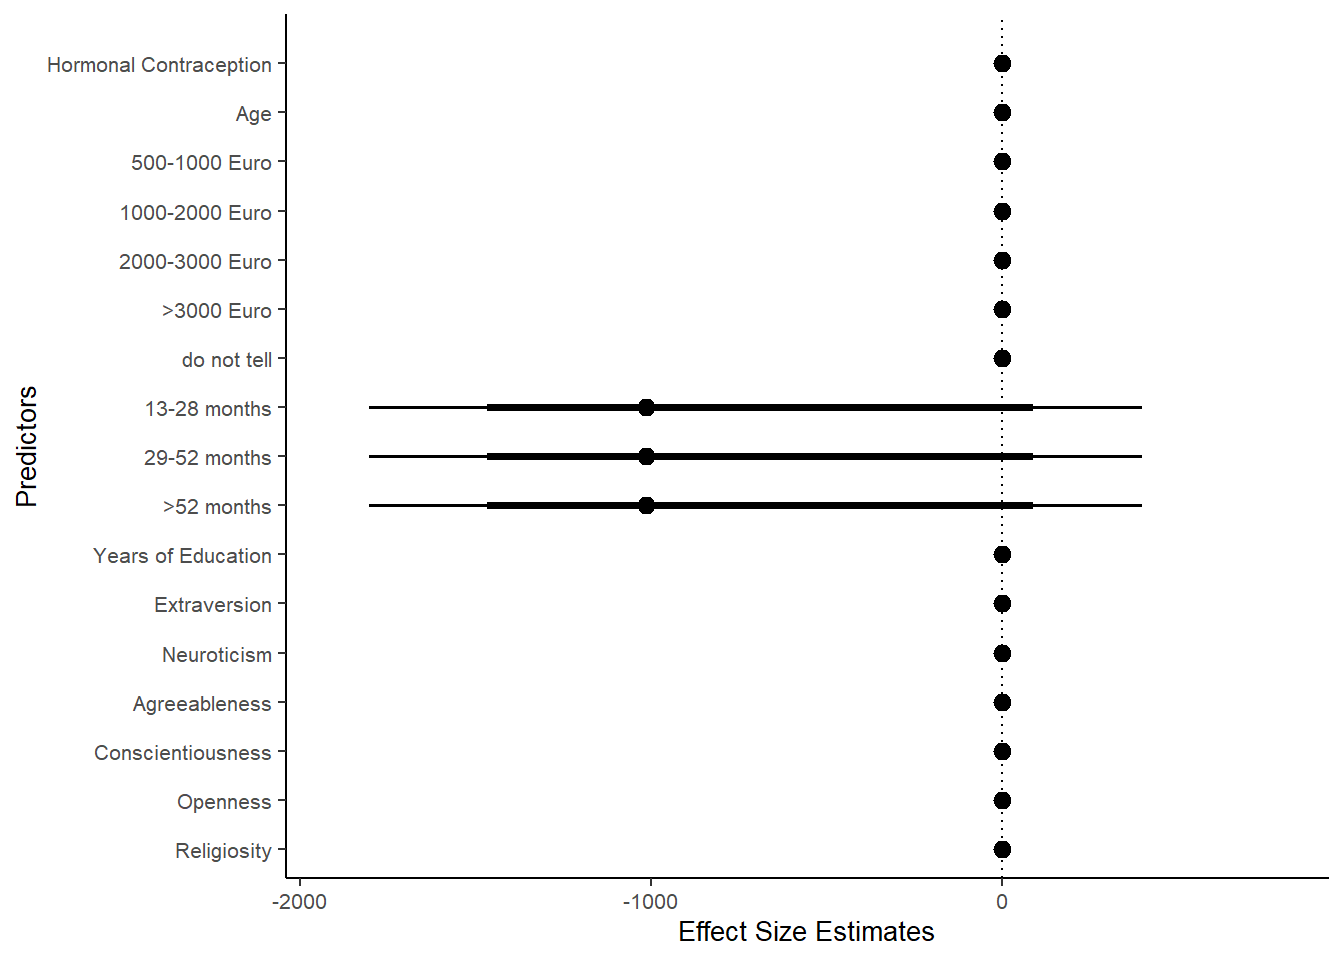 Hormonal Contraception
Age
500-1000 Euro
1000-2000 Euro
2000-3000 Euro
>3000 Euro
do not tell
13-28 months
29-52 months
>52 months
Years of Education
Extraversion
Neuroticism
Agreeableness
Conscientiousness
Openness
Religiosity
Predictors
-2000 -1000 0
Effect Size Estimates